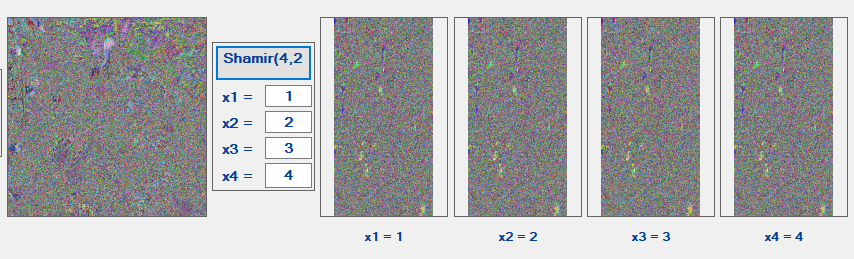 Shamir(4,2
x1 = 1
x2 = 2
x3 = 3
x4 = 4
x1 = 1
x2 = 2
x3 = 3
x4 = 4